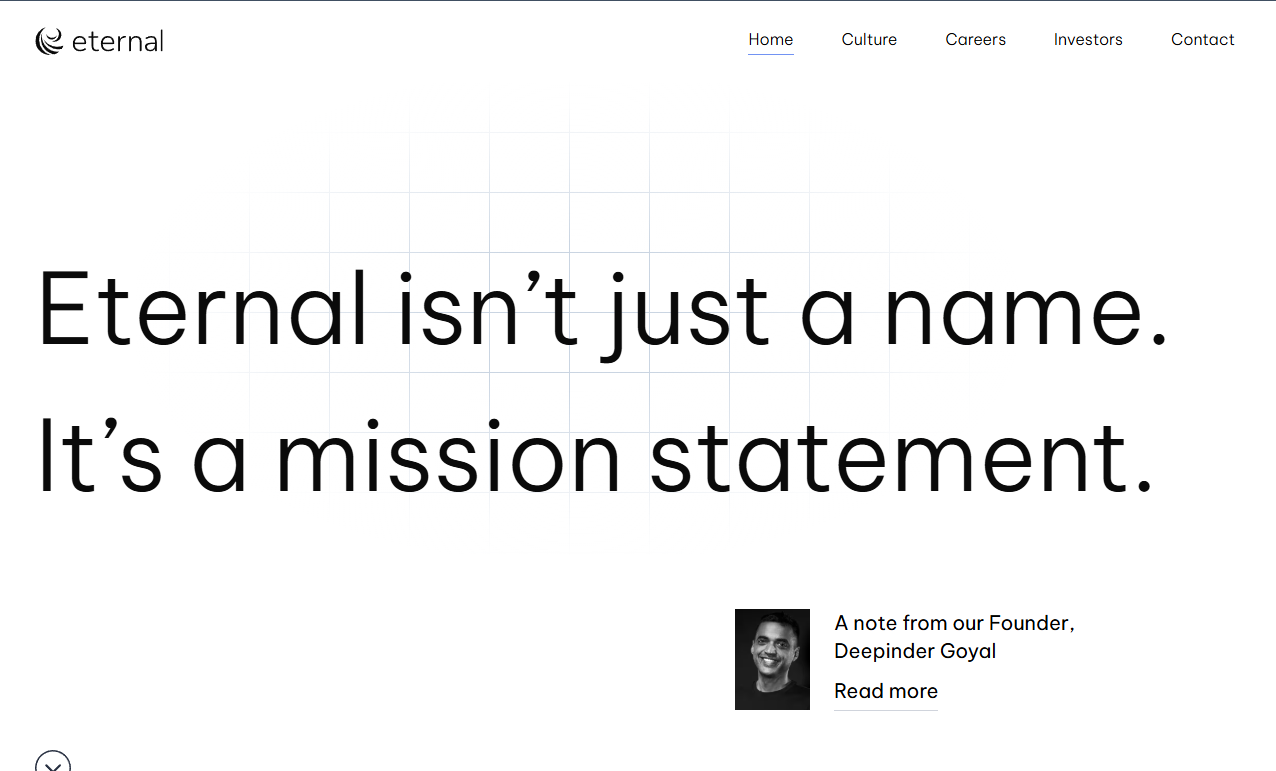 eternal
Home
Culture
Careers
Investors
Contact
Eternal isn’t just a name.
It’s a mission statement.
A note from our Founder,
Deepinder Goyal
Read more